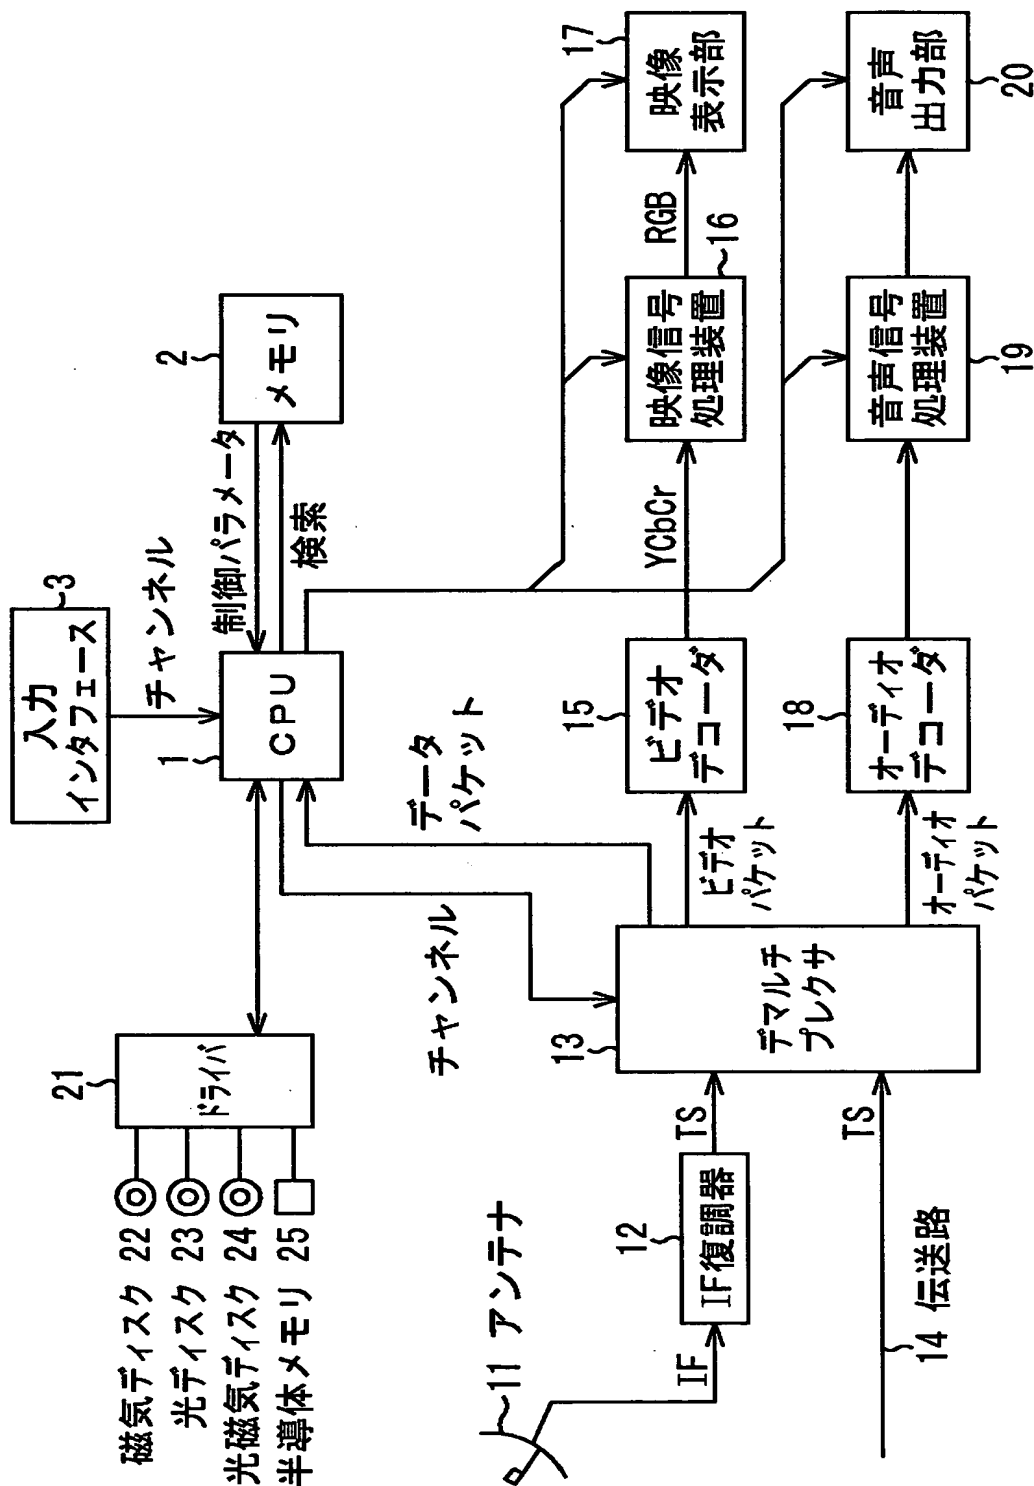 磁気ディスク 22
光ディスク 23
光磁気ディスク 24
半導体メモリ 25
21
ドライバ
入力
インタフェース
3
チャンネル
1
CPU
制御パラメータ
検索
2
メモリ
チャンネル
データ
パケット
11 アンテナ
IF
12
IF復調器
TS
14 伝送路
TS
13
デマルチ
プレクサ
ビデオ
パケット
15
ビデオ
デコーダ
YCbCr
映像信号
処理装置
16
RGB
17
映像
表示部
オーディオ
パケット
18
オーディオ
デコーダ
音声信号
処理装置
19
音声
出力部
20